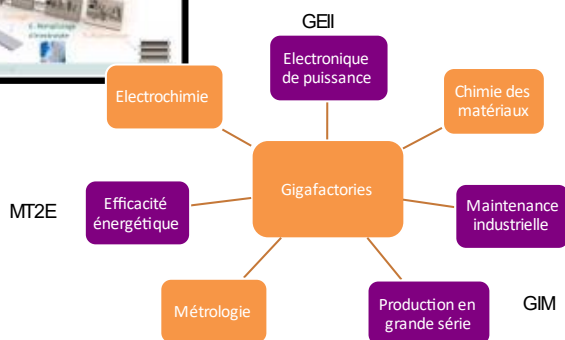 GEII
Electronique
de puissance
Electrochimie
Chimie des
matériaux
Gigafactories
MT2E
Efficacité
énergétique
Maintenance
industrielle
Métrologie
Production en
grande série
GIM